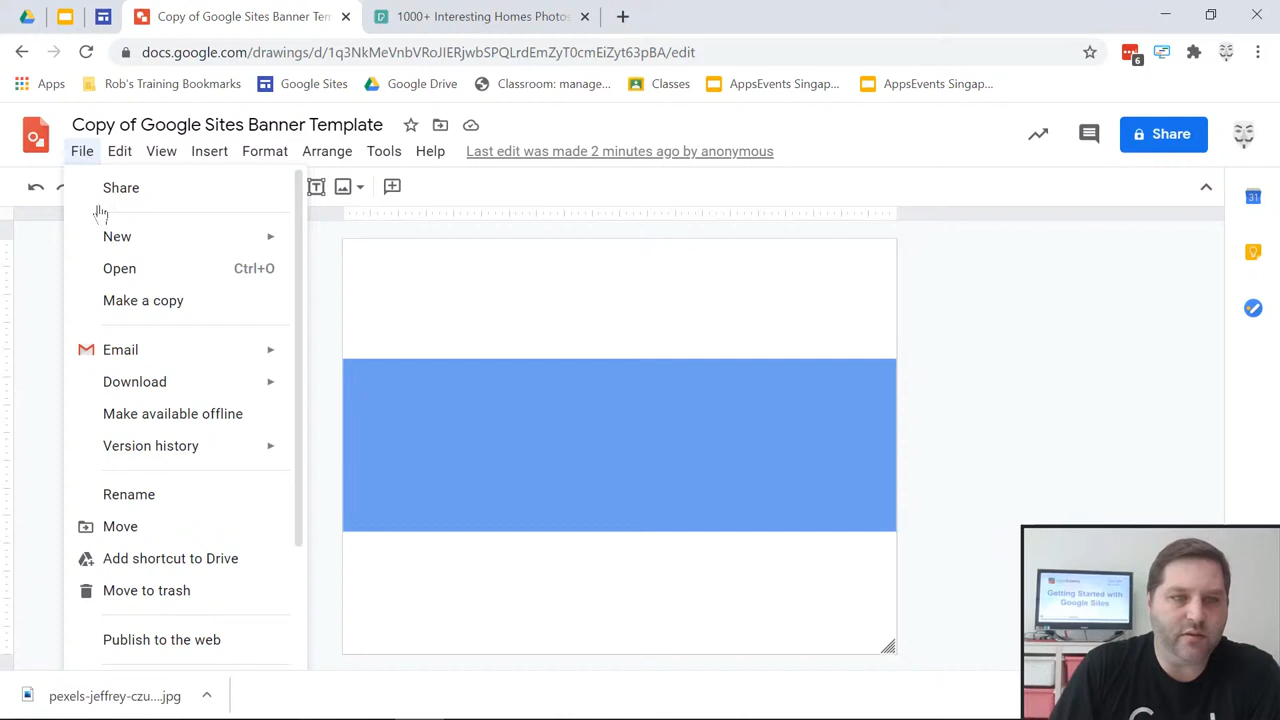 Copy of Google Sites Banner Tem
1000+ Interesting Homes Photos
docs.google.com/drawings/d/1q3NkMeVnbVRoJIERjwbSPQLrdEmZyT0cmEiZyt63pBA/edit
6
Apps
Rob's Training Bookmarks
Google Sites
Google Drive
Classroom: manage...
Classes
AppsEvents Singap...
AppsEvents Singap...
Copy of Google Sites Banner Template
Share
File Edit View Insert Format Arrange Tools Help Last edit was made 2 minutes ago by anonymous
31
Share
New
Open Ctrl+O
Make a copy
Email
Download
Make available offline
Version history
Rename
Move
Add shortcut to Drive
Move to trash
Publish to the web
Getting Started with
Google Sites
pexels-jeffrey-czu....jpg